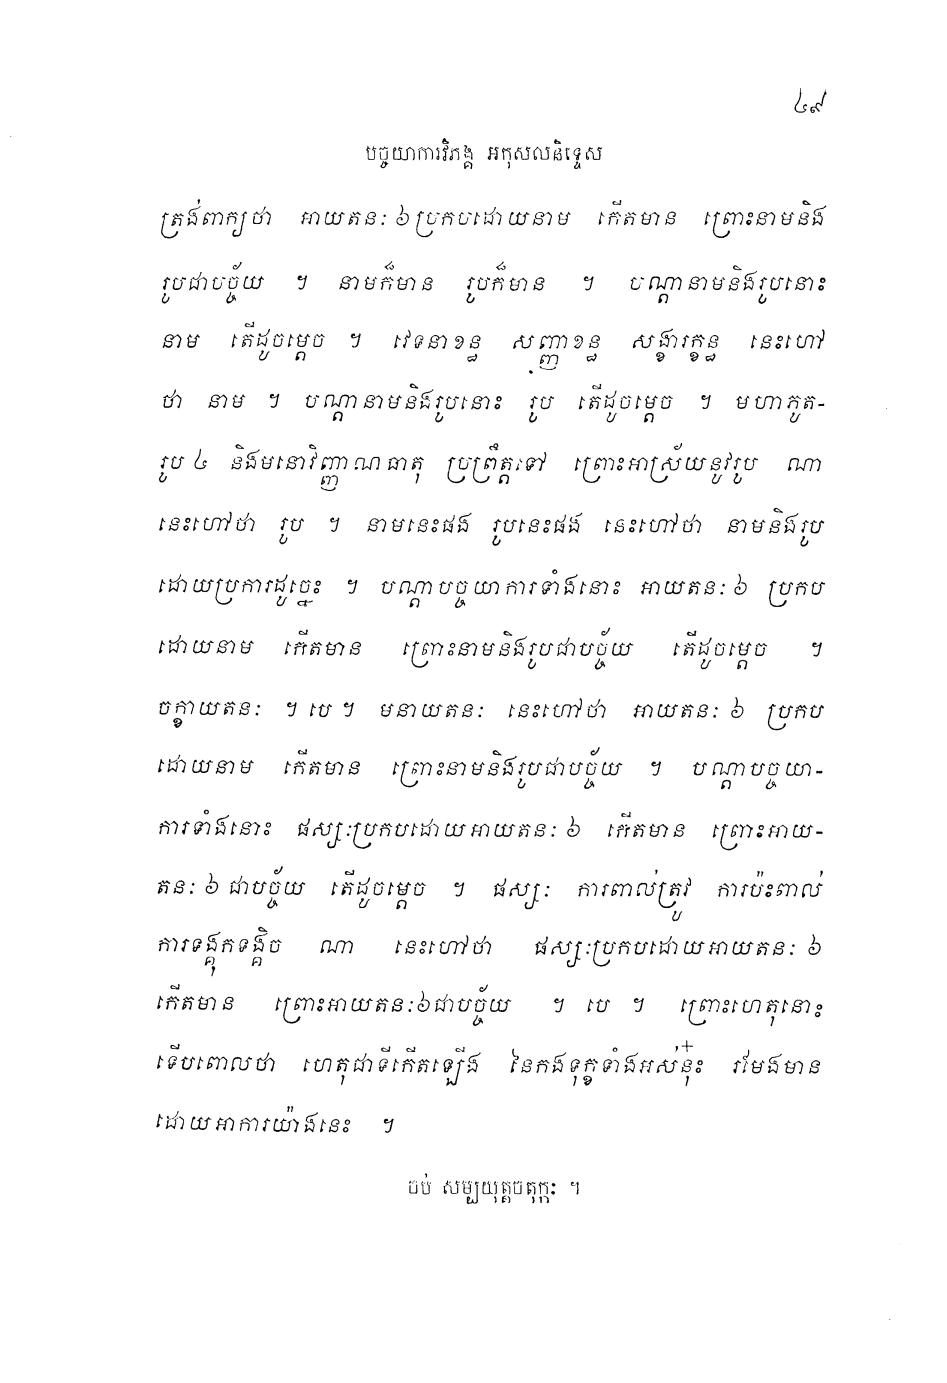 ៤៩
បច្ចយាការវិភង្គ អកុសលនិទ្ទេស
ត្រង់ពាក្យថា អាយតនៈ ៦ ប្រកបដោយនាម កើតមាន ព្រោះនាមនិង
រូបជាបច្ច័យ ។ នាមក៏មាន រូបក៏មាន ។ បណ្តានាមនិងរូបនោះ
នាម តើដូចម្តេច ។ វេទនាខន្ធ សញ្ញាខន្ធ សង្ខារក្ខន្ធ នេះហៅ
ថា នាម ។ បណ្តានាមនិងរូបនោះ រូប តើដូចម្តេច ។ មហាភូត-
រូប ៤ និងមនោវិញ្ញាណធាតុ ប្រព្រឹត្តទៅ ព្រោះអាស្រ័យនូវរូប ណា
នេះហៅថា រូប ។ នាមនេះផង រូបនេះផង នេះហៅថា នាមនិងរូប
ដោយប្រការដូច្នេះ ។ បណ្តាបច្ចយាការទាំងនោះ អាយតនៈ ៦ ប្រកប
ដោយនាម កើតមាន ព្រោះនាមនិងរូបជាបច្ច័យ តើដូចម្តេច ។
ចក្ខាយតនៈ ។ បេ ។ មនាយតនៈ នេះហៅថា អាយតនៈ ៦ ប្រកប
ដោយនាម កើតមាន ព្រោះនាមនិងរូបជាបច្ច័យ ។ បណ្តាបច្ចយា-
ការទាំងនោះ ផស្សៈប្រកបដោយអាយតនៈ ៦ កើតមាន ព្រោះអាយ-
តនៈ ៦ ជាបច្ច័យ តើដូចម្តេច ។ ផស្សៈ ការពាល់ត្រូវ ការប៉ះពាល់
ការទង្គុកទង្គិច ណា នេះហៅថា ផស្សៈប្រកបដោយអាយតនៈ ៦
កើតមាន ព្រោះអាយតនៈ៦ជាបច្ច័យ ។ បេ ។ ព្រោះហេតុនោះ
ទើបពោលថា ហេតុជាទីកើតឡើង នៃកងទុក្ខទាំងអស់នុ៎ះ រមែងមាន
ដោយអាការយ៉ាងនេះ ។
ចប់ សម្បយុត្តចតុក្កៈ ។